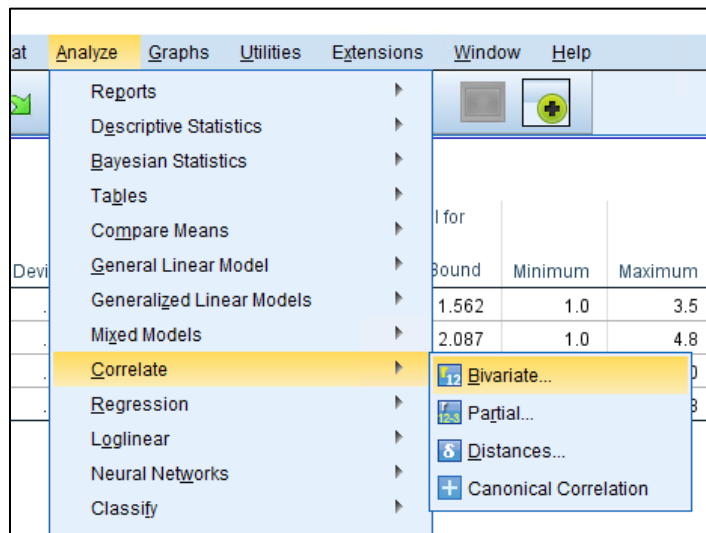 at Analyze Graphs Utilities Extensions Window Help
Reports
Descriptive Statistics
Bayesian Statistics
Tables
Compare Means
General Linear Model
Generalized Linear Models
Mixed Models
Correlate
Regression
Loglinear
Neural Networks
Classify
Bivariate...
Partial...
Distances...
Canonical Correlation
l for
Devi Bound Minimum Maximum
. 1.562 1.0 3.5
. 2.087 1.0 4.8
. 0
. 8